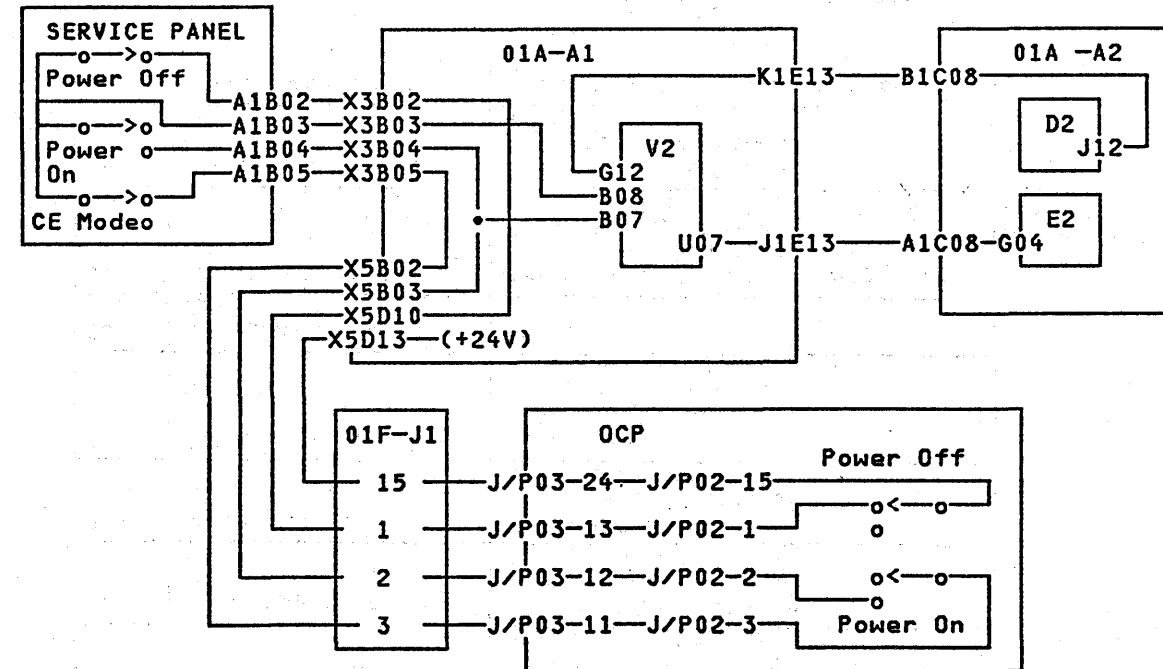 SERVICE PANEL
Power Off
Power
On
CE Modeo
A1B02—X3B02
A1B03—X3B03
A1B04—X3B04
A1B05—X3B05
01A-A1
K1E13
B1C08
01A -A2
V2
G12
B08
B07
U07—J1E13
A1C08-G04
D2
J12
E2
X5B02
X5B03
X5D10
X5D13—(+24V)
01F-J1
OCP
Power Off
15
J/P03-24
J/P02-15
1
J/P03-13
J/P02-1
2
J/P03-12
J/P02-2
3
J/P03-11
J/P02-3
Power On